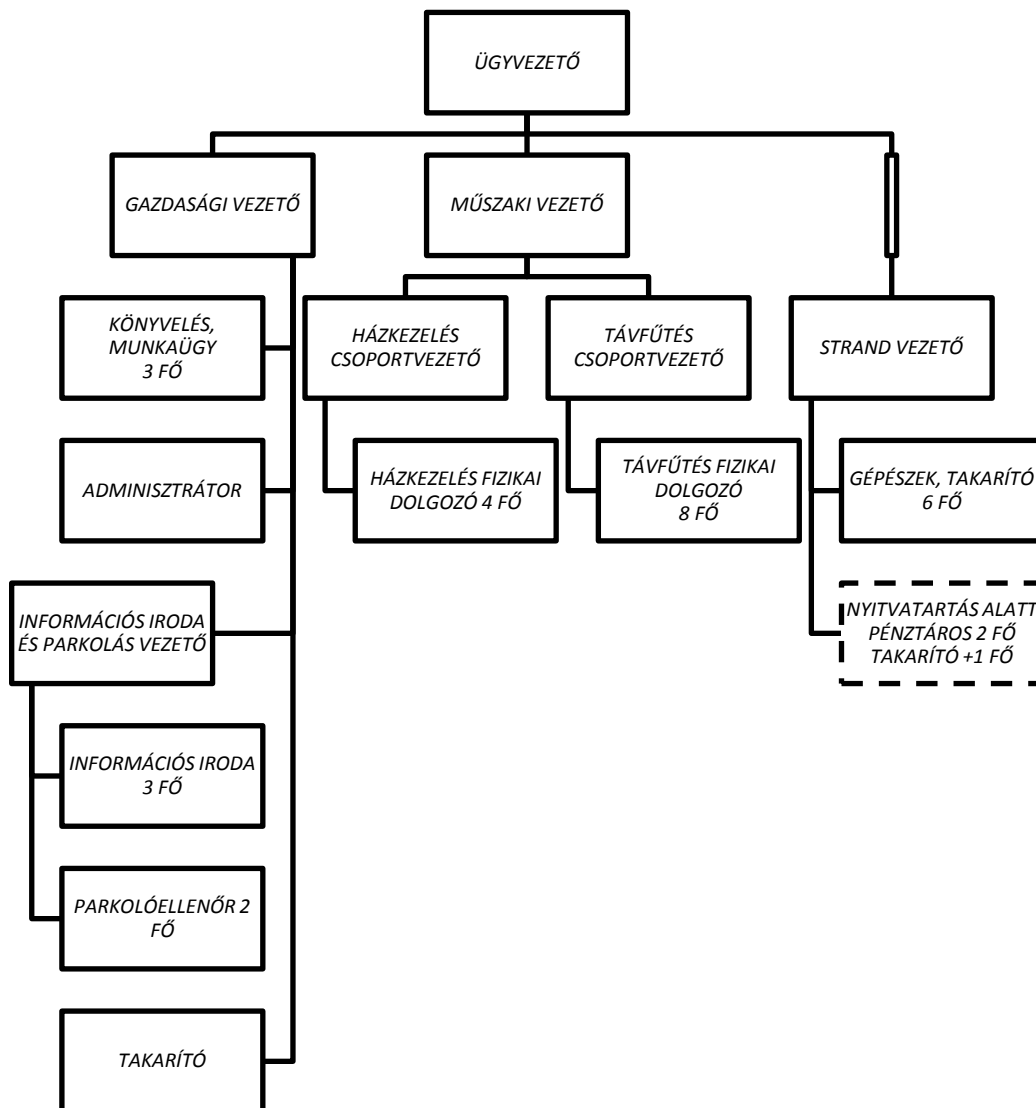 ÜGYVEZETŐ
GAZDASÁGI VEZETŐ
MŰSZAKI VEZETŐ
KÖNYVELÉS,
MUNKAÜGY
3 FŐ
HÁZKEZELÉS
CSOPORTVEZETŐ
TÁVFŰTÉS
CSOPORTVEZETŐ
STRAND VEZETŐ
ADMINISZTRÁTOR
HÁZKEZELÉS FIZIKAI
DOLGOZÓ 4 FŐ
TÁVFŰTÉS FIZIKAI
DOLGOZÓ
8 FŐ
GÉPÉSZEK, TAKARÍTÓ
6 FŐ
INFORMÁCIÓS IRODA
ÉS PARKOLÁS VEZETŐ
NYITVATARTÁS ALATT
PÉNZTÁROS 2 FŐ
TAKARÍTÓ +1 FŐ
INFORMÁCIÓS IRODA
3 FŐ
PARKOLÓELLENŐR 2
FŐ
TAKARÍTÓ